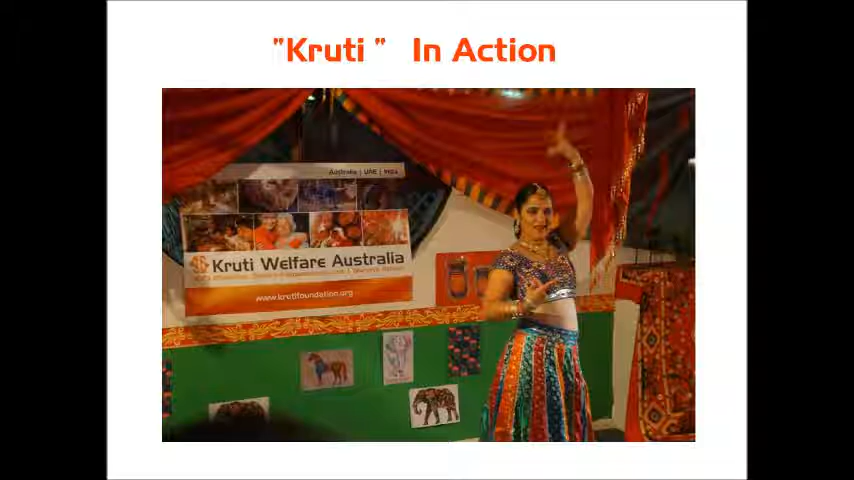 "Kruti " In Action
Australia | UAE | India
Kruti Welfare Australia
www.krutifoundation.org